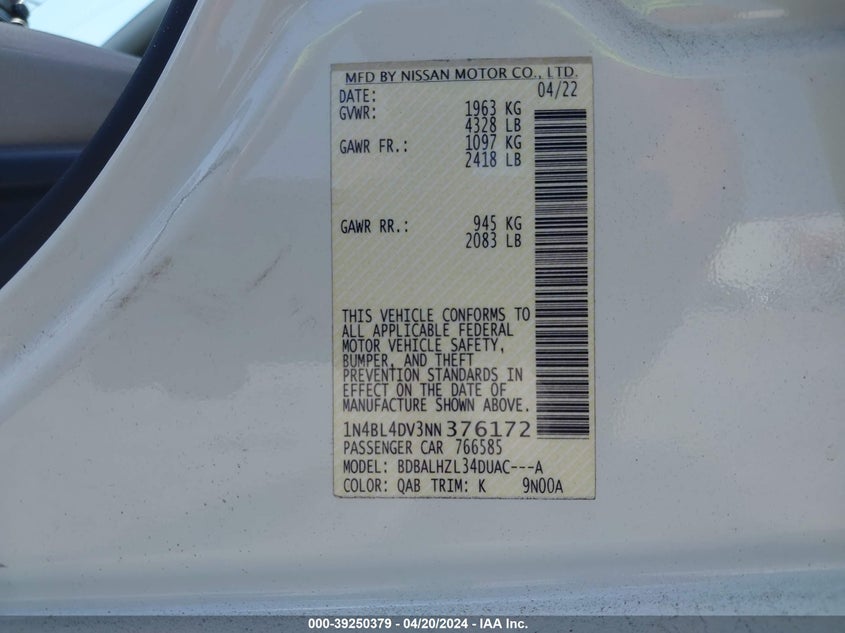 MFD BY NISSAN MOTOR CO., LTD.
DATE: 04/22
GVWR: 1963 KG
4328 LB
GAWR FR.: 1097 KG
2418 LB
GAWR RR.: 945 KG
2083 LB
THIS VEHICLE CONFORMS TO
ALL APPLICABLE FEDERAL
MOTOR VEHICLE SAFETY,
BUMPER, AND THEFT
PREVENTION STANDARDS IN
EFFECT ON THE DATE OF
MANUFACTURE SHOWN ABOVE.
1N4BL4DV3NN376172
PASSENGER CAR 766585
MODEL: BDBALHZL34DUAC---A
COLOR: QAB TRIM: K 9N00A
000-39250379 - 04/20/2024 - IAA Inc.